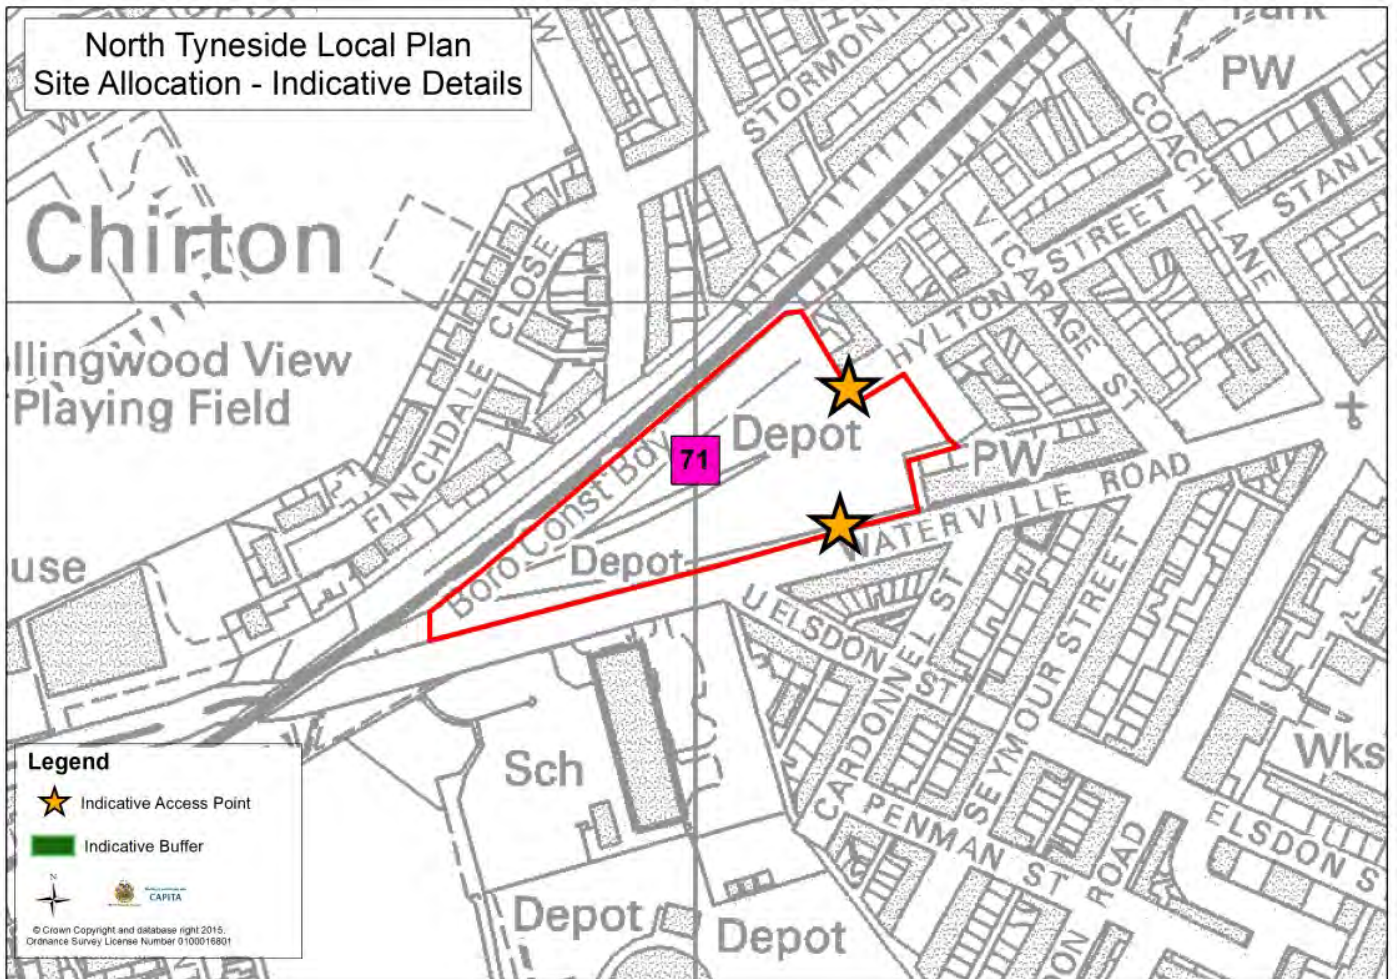 North Tyneside Local Plan
Site Allocation - Indicative Details
STORMONT
PW
COACH LANE
STANL
Chirton
VICARAGE ST
HYLTON STREET
FINCHDALE CLOSE
llingwood View
Playing Field
Depot
71
PW
Boro Const Bdy
WATERVILLE ROAD
Depot
use
U ELSDON ST
CARDONNEL ST
SEYMOUR STREET
Sch
Wks
PENMAN ST
ROAD
ELSDON S
Depot
Depot
DON
Legend
Indicative Access Point
Indicative Buffer
N
CAPITA
© Crown Copyright and database right 2015.
Ordnance Survey License Number 0100016801